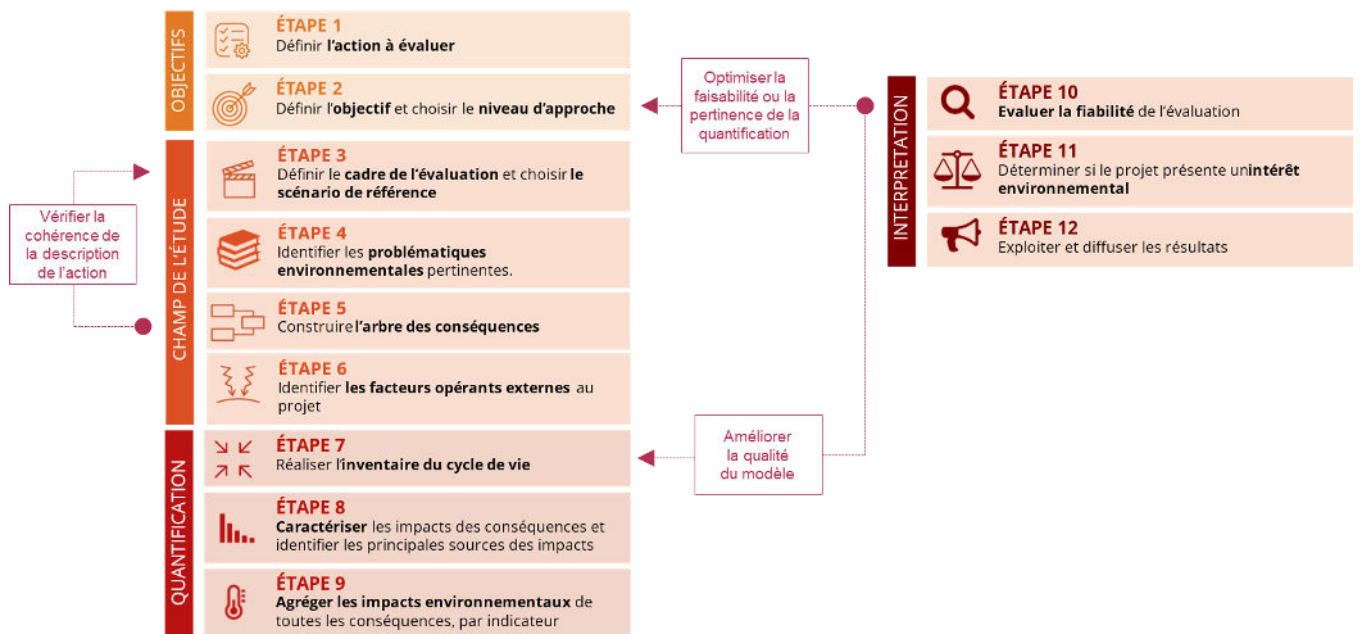 OBJECTIFS
ÉTAPE 1
Définir l'action à évaluer
ÉTAPE 2
Définir l'objectif et choisir le niveau d'approche
CHAMP DE L'ÉTUDE
ÉTAPE 3
Définir le cadre de l'évaluation et choisir le
scénario de référence
ÉTAPE 4
Identifier les problématiques
environnementales pertinentes.
ÉTAPE 5
Construire l'arbre des conséquences
ÉTAPE 6
Identifier les facteurs opérants externes au
projet
QUANTIFICATION
ÉTAPE 7
Réaliser l'inventaire du cycle de vie
ÉTAPE 8
Caractériser les impacts des conséquences et
identifier les principales sources des impacts
ÉTAPE 9
Agréger les impacts environnementaux de
toutes les conséquences, par indicateur
Vérifier la
cohérence de
la description
de l'action
Optimiser la
faisabilité ou la
pertinence de la
quantification
Améliorer
la qualité
du modèle
INTERPRETATION
ÉTAPE 10
Evaluer la fiabilité de l'évaluation
ÉTAPE 11
Déterminer si le projet présente unintérêt
environnemental
ÉTAPE 12
Exploiter et diffuser les résultats